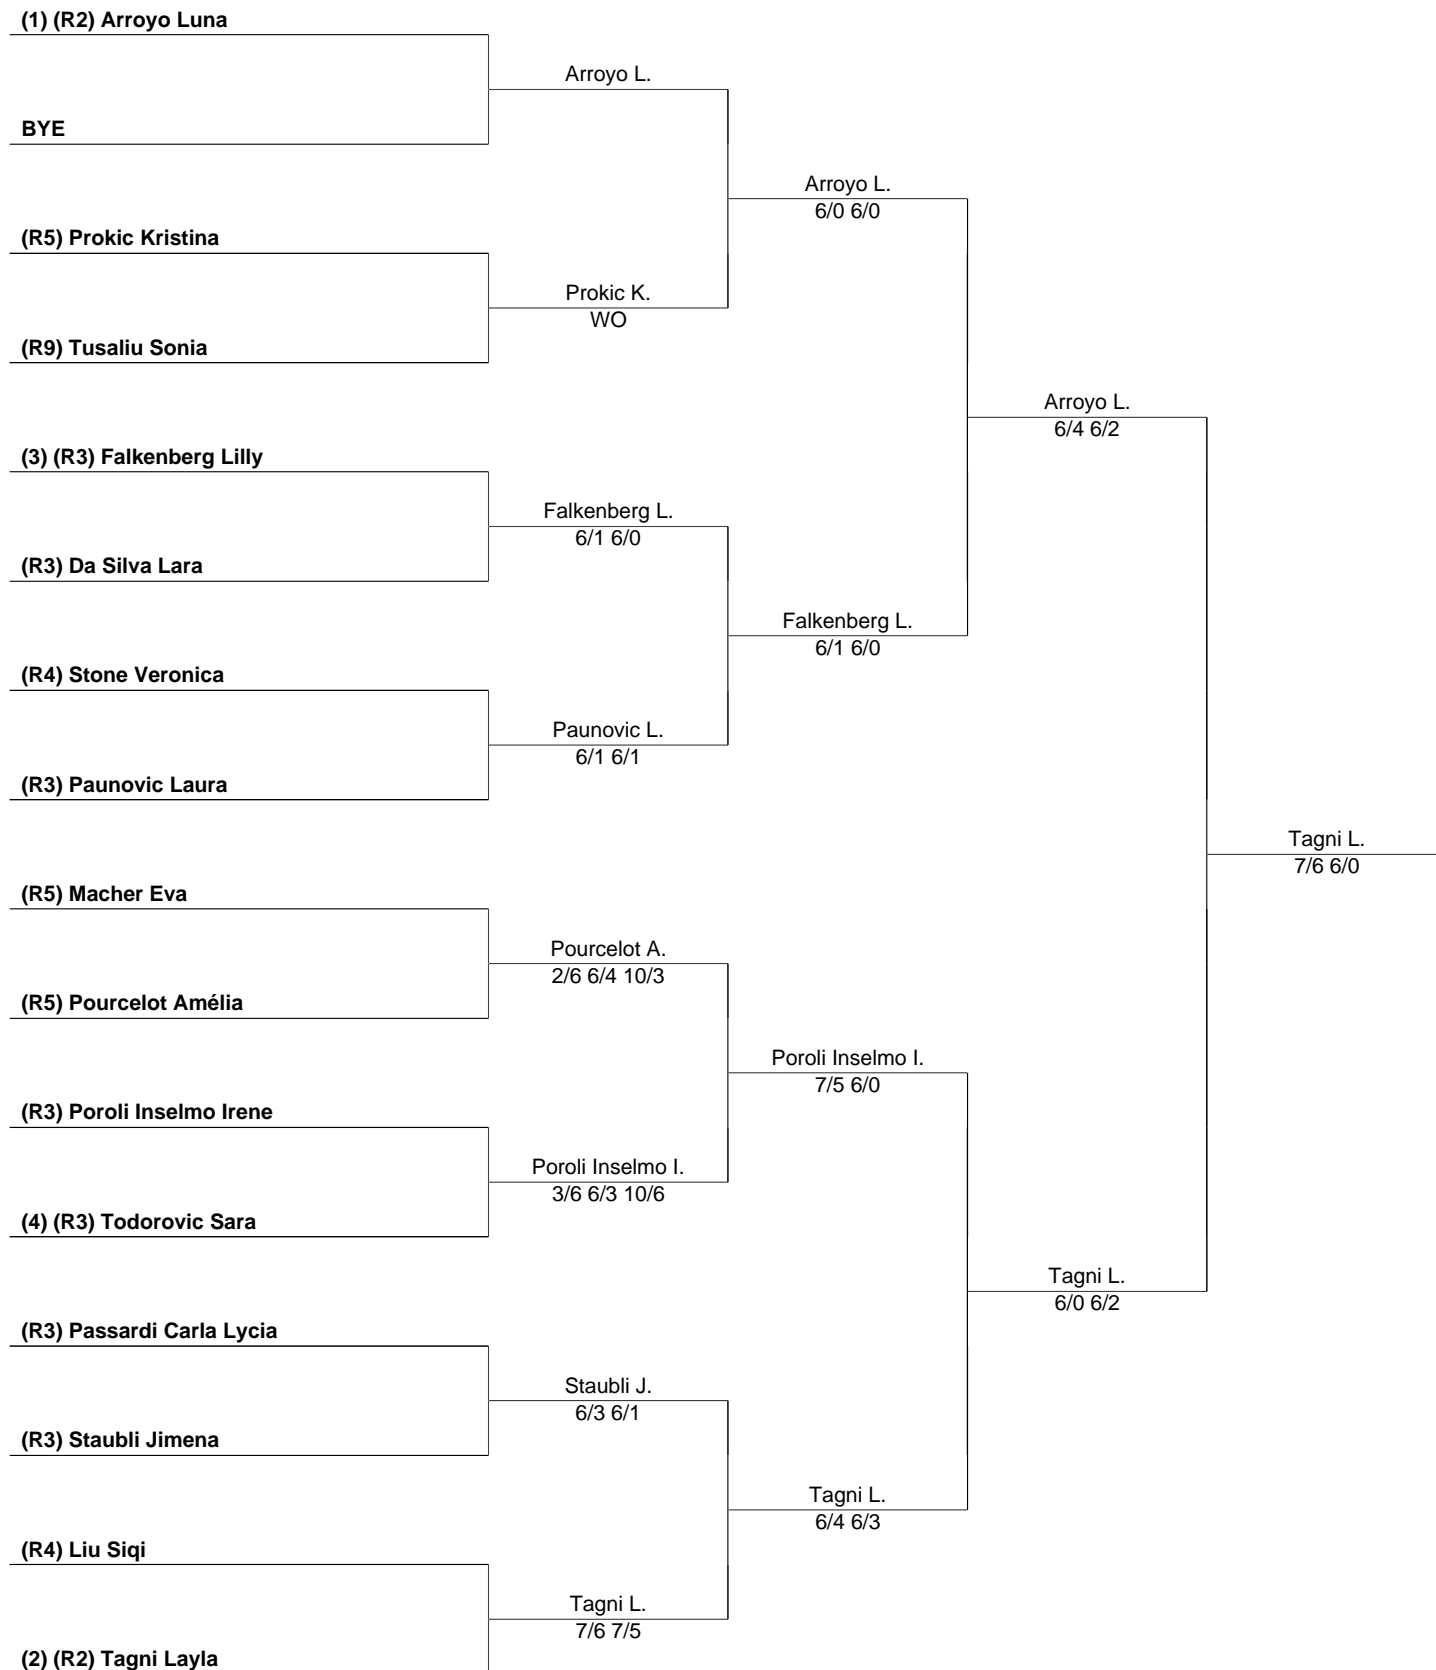 (1) (R2) Arroyo Luna
Arroyo L.
BYE
Arroyo L.
6/0 6/0
(R5) Prokic Kristina
Prokic K.
WO
(R9) Tusaliu Sonia
Arroyo L.
6/4 6/2
(3) (R3) Falkenberg Lilly
Falkenberg L.
6/1 6/0
(R3) Da Silva Lara
Falkenberg L.
6/1 6/0
(R4) Stone Veronica
Paunovic L.
6/1 6/1
(R3) Paunovic Laura
Tagni L.
7/6 6/0
(R5) Macher Eva
Pourcelot A.
2/6 6/4 10/3
(R5) Pourcelot Amélia
Poroli Inselmo I.
7/5 6/0
(R3) Poroli Inselmo Irene
Poroli Inselmo I.
3/6 6/3 10/6
(4) (R3) Todorovic Sara
Tagni L.
6/0 6/2
(R3) Passardi Carla Lycia
Staubli J.
6/3 6/1
(R3) Staubli Jimena
Tagni L.
6/4 6/3
(R4) Liu Siqi
Tagni L.
7/6 7/5
(2) (R2) Tagni Layla